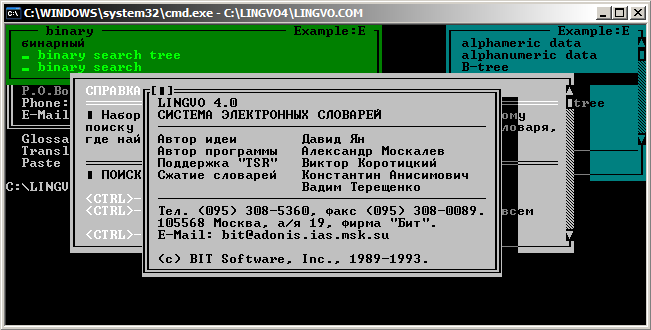 C:\WINDOWS\system32\cmd.exe - C:\LINGVO4\LINGVO.COM
binary Example:E
бинарный
binary search tree
binary search
Example:E
alphameric data
alphanumeric data
B-tree
tree
P.O.Bo
Phone:
E-Mail
Glossa
Transl
Paste
C:\LINGV
СПРАВКА
Набор
поиску
где най
ому
оваря,
ПОИСК
<CTRL>-
<CTRL>-
всем
LINGVO 4.0
СИСТЕМА ЭЛЕКТРОННЫХ СЛОВАРЕЙ
Автор идеи Давид Ян
Автор программы Александр Москалев
Поддержка "TSR" Виктор Коротицкий
Сжатие словарей Константин Анисимович
Вадим Терещенко
Тел. (095) 308-5360, факс (095) 308-0089.
105568 Москва, а/я 19, фирма "Бит".
E-Mail: bit@adonis.ias.msk.su
(c) BIT Software, Inc., 1989-1993.